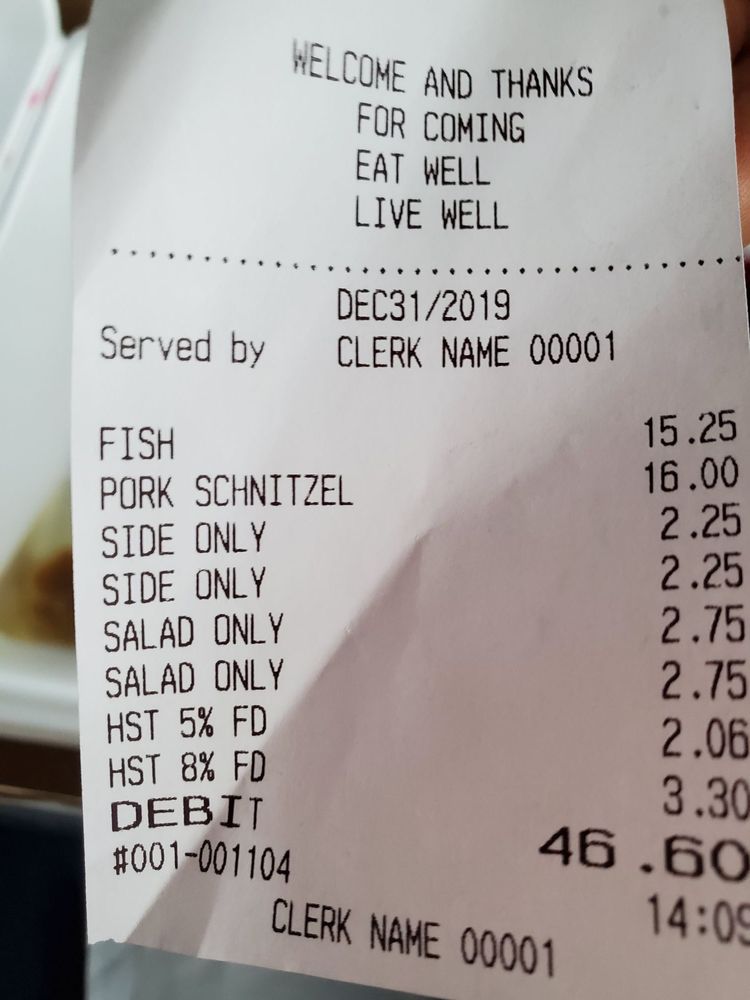 WELCOME AND THANKS
FOR COMING
EAT WELL
LIVE WELL
DEC31/2019
Served by CLERK NAME 00001
FISH 15.25
PORK SCHNITZEL 16.00
SIDE ONLY 2.25
SIDE ONLY 2.25
SALAD ONLY 2.75
SALAD ONLY 2.75
HST 5% FD 2.06
HST 8% FD 3.30
DEBIT 46.60
#001-001104 14:09
CLERK NAME 00001